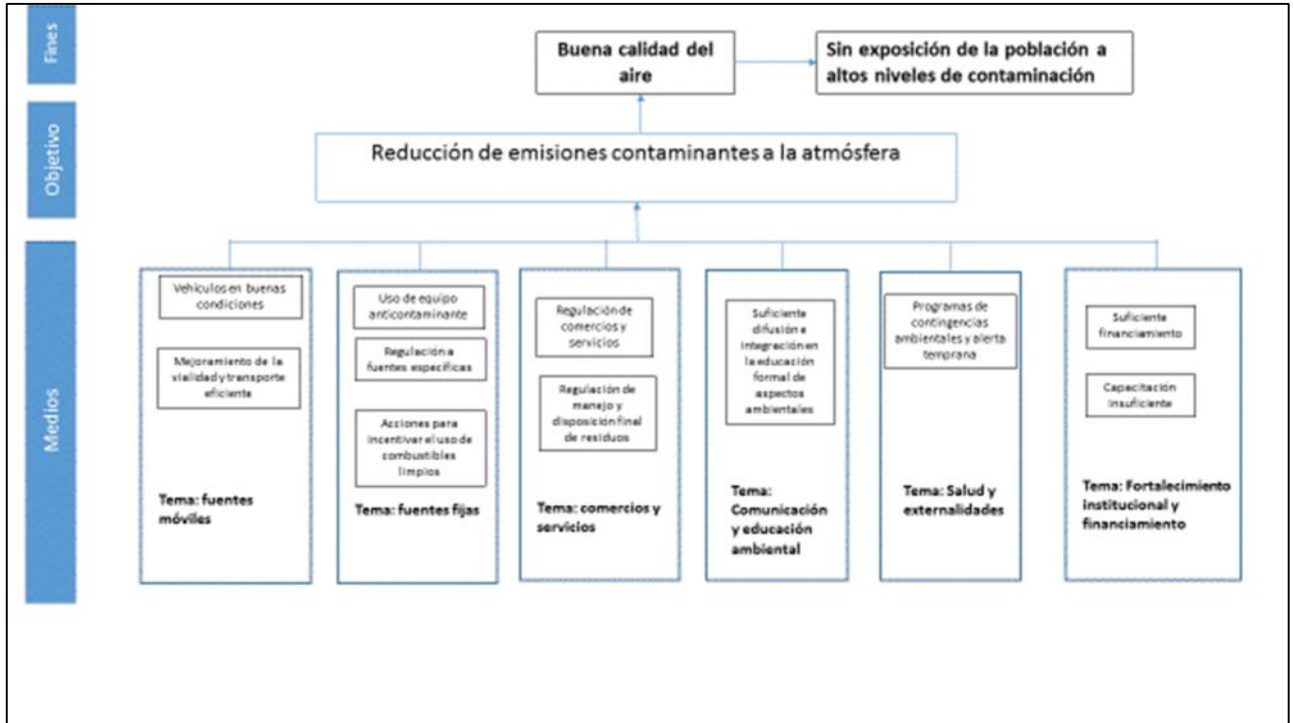 Fines
Buena calidad del
aire
Sin exposición de la población a
altos niveles de contaminación
Objetivo
Reducción de emisiones contaminantes a la atmósfera
Medios
Vehículos en buenas
condiciones
Mejoramiento de la
vialidad y transporte
eficiente
Tema: fuentes
móviles
Uso de equipo
anticontaminante
Regulación a
fuentes específicas
Acciones para
incentivar el uso de
combustibles
limpios
Tema: fuentes fijas
Regulación de
comercios y
servicios
Regulación de
manejo y
disposición final
de residuos
Tema: comercios y
servicios
Suficiente
difusión e
integración en
la educación
formal de
aspectos
ambientales
Tema:
Comunicación
y educación
ambiental
Programas de
contingencias
ambientales y alerta
temprana
Tema: Salud y
externalidades
Suficiente
financiamiento
Capacitación
insuficiente
Tema: Fortalecimiento
institucional y
financiamiento